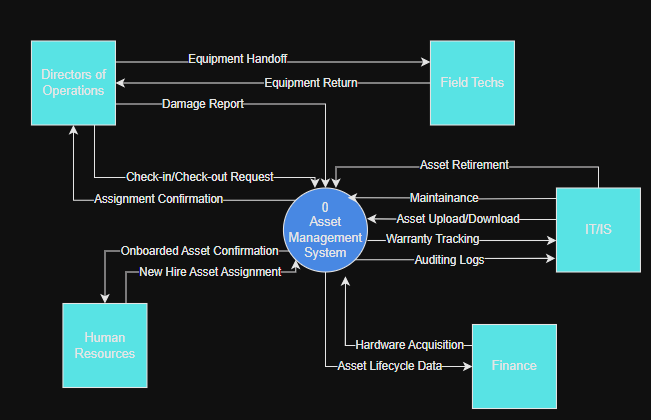 Equipment Handoff
Directors of
Operations
Equipment Return
Field Techs
Damage Report
Asset Retirement
Check-in/Check-out Request
Assignment Confirmation
Maintainance
0
Asset
Management
System
Asset Upload/Download
IT/IS
Warranty Tracking
Onboarded Asset Confirmation
Auditing Logs
New Hire Asset Assignment
Human
Resources
Hardware Acquisition
Asset Lifecycle Data
Finance